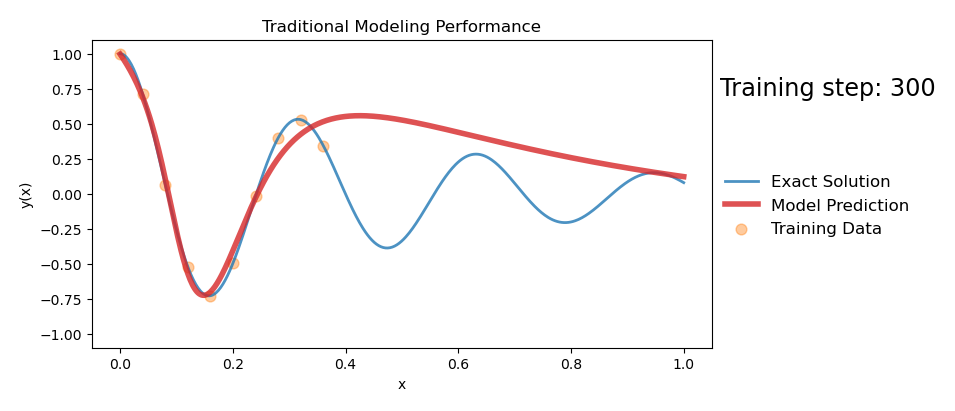 Traditional Modeling Performance
Training step: 300
1.00
0.75
0.50
0.25
0.00
−0.25
−0.50
−0.75
−1.00
y(x)
0.0 0.2 0.4 0.6 0.8 1.0
x
Exact Solution
Model Prediction
Training Data